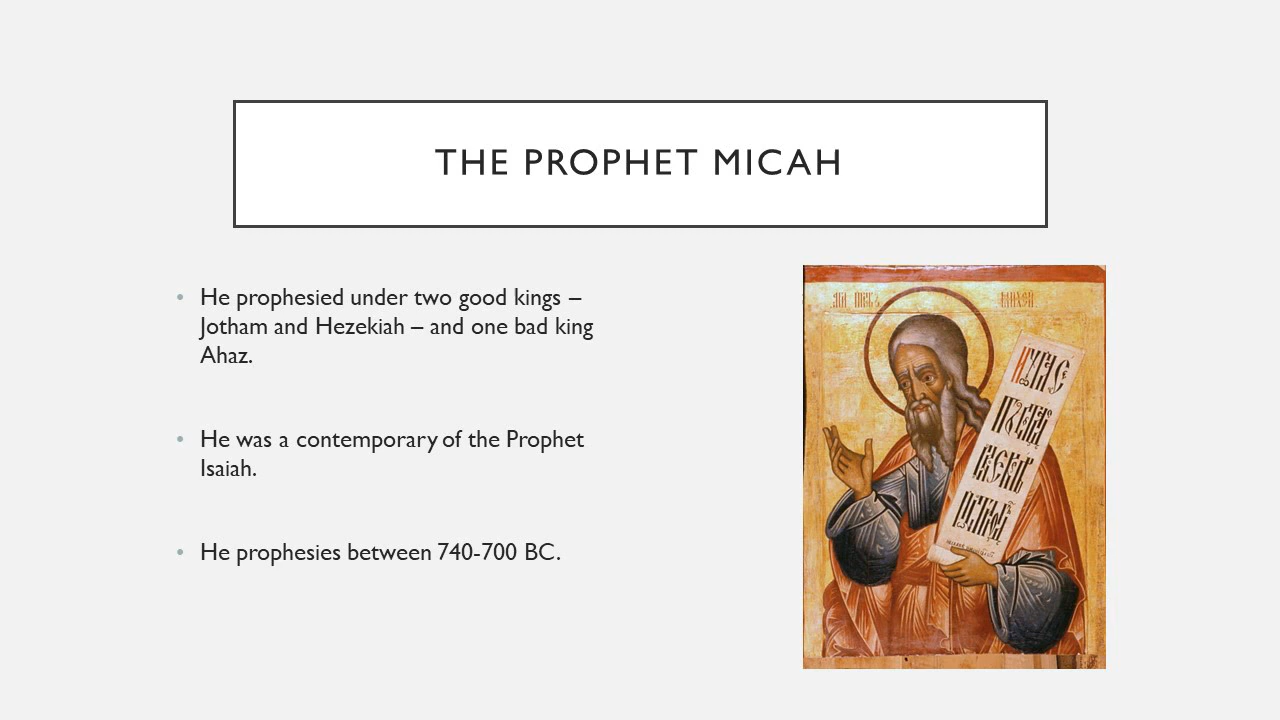 THE PROPHET MICAH
• He prophesied under two good kings –
Jotham and Hezekiah – and one bad king
Ahaz.
• He was a contemporary of the Prophet
Isaiah.
• He prophesies between 740-700 BC.